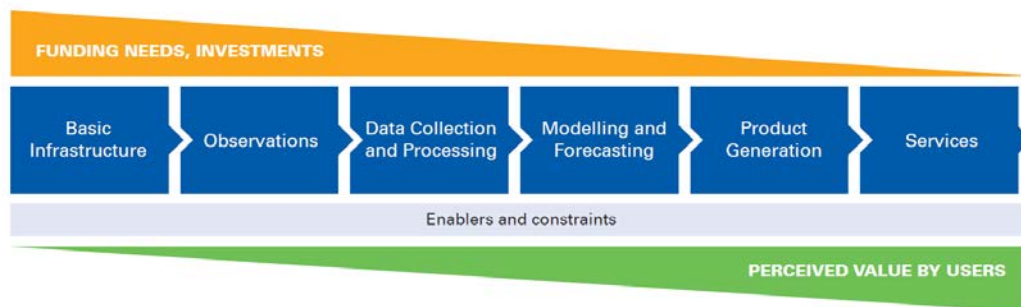 FUNDING NEEDS, INVESTMENTS
Basic
Infrastructure
Observations
Data Collection
and Processing
Modelling and
Forecasting
Product
Generation
Services
Enablers and constraints
PERCEIVED VALUE BY USERS